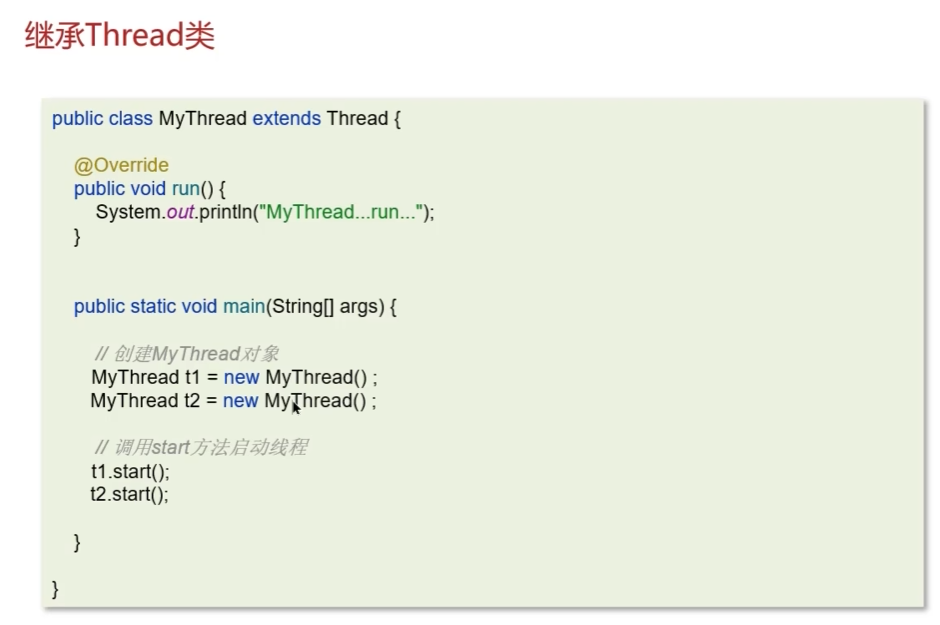 继承Thread类
public class MyThread extends Thread {
@Override
public void run() {
System.out.println("MyThread...run...");
}
public static void main(String[] args) {
// 创建MyThread对象
MyThread t1 = new MyThread() ;
MyThread t2 = new MyThread() ;
// 调用start方法启动线程
t1.start();
t2.start();
}
}